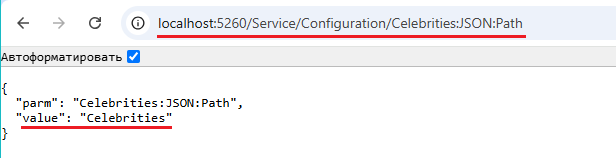 localhost:5260/Service/Configuration/Celebrities:JSON:Path
Автоформатировать
{
"parm": "Celebrities:JSON:Path",
"value": "Celebrities"
}